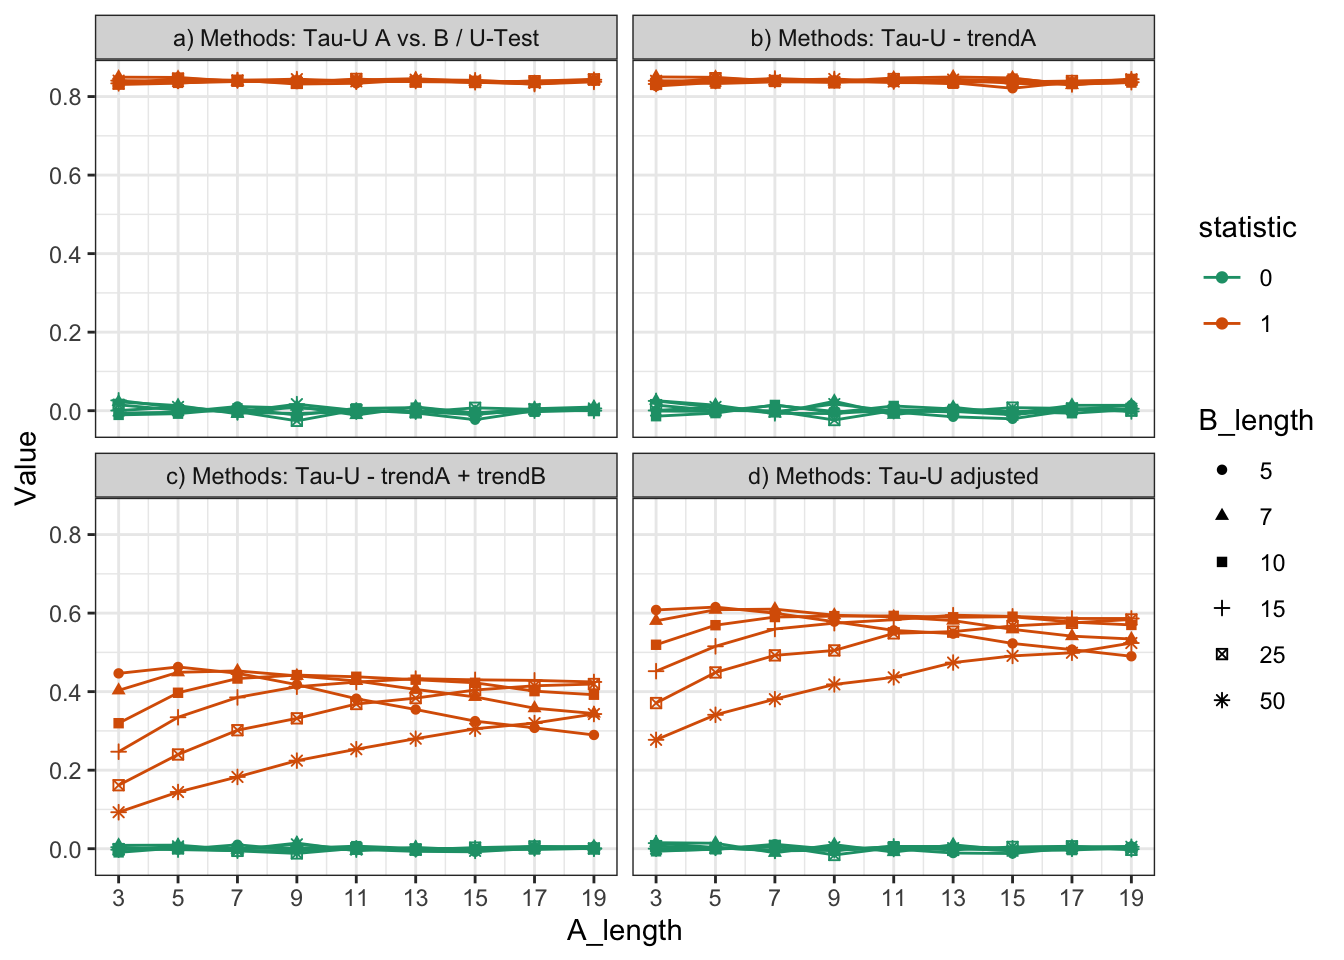 a) Methods: Tau-U A vs. B / U-Test
b) Methods: Tau-U - trendA
0.8
0.6
0.4
0.2
0.0
c) Methods: Tau-U - trendA + trendB
d) Methods: Tau-U adjusted
0.8
0.6
0.4
0.2
0.0
3 5 7 9 11 13 15 17 19
3 5 7 9 11 13 15 17 19
A_length
Value
statistic
0
1
B_length
5
7
10
15
25
50